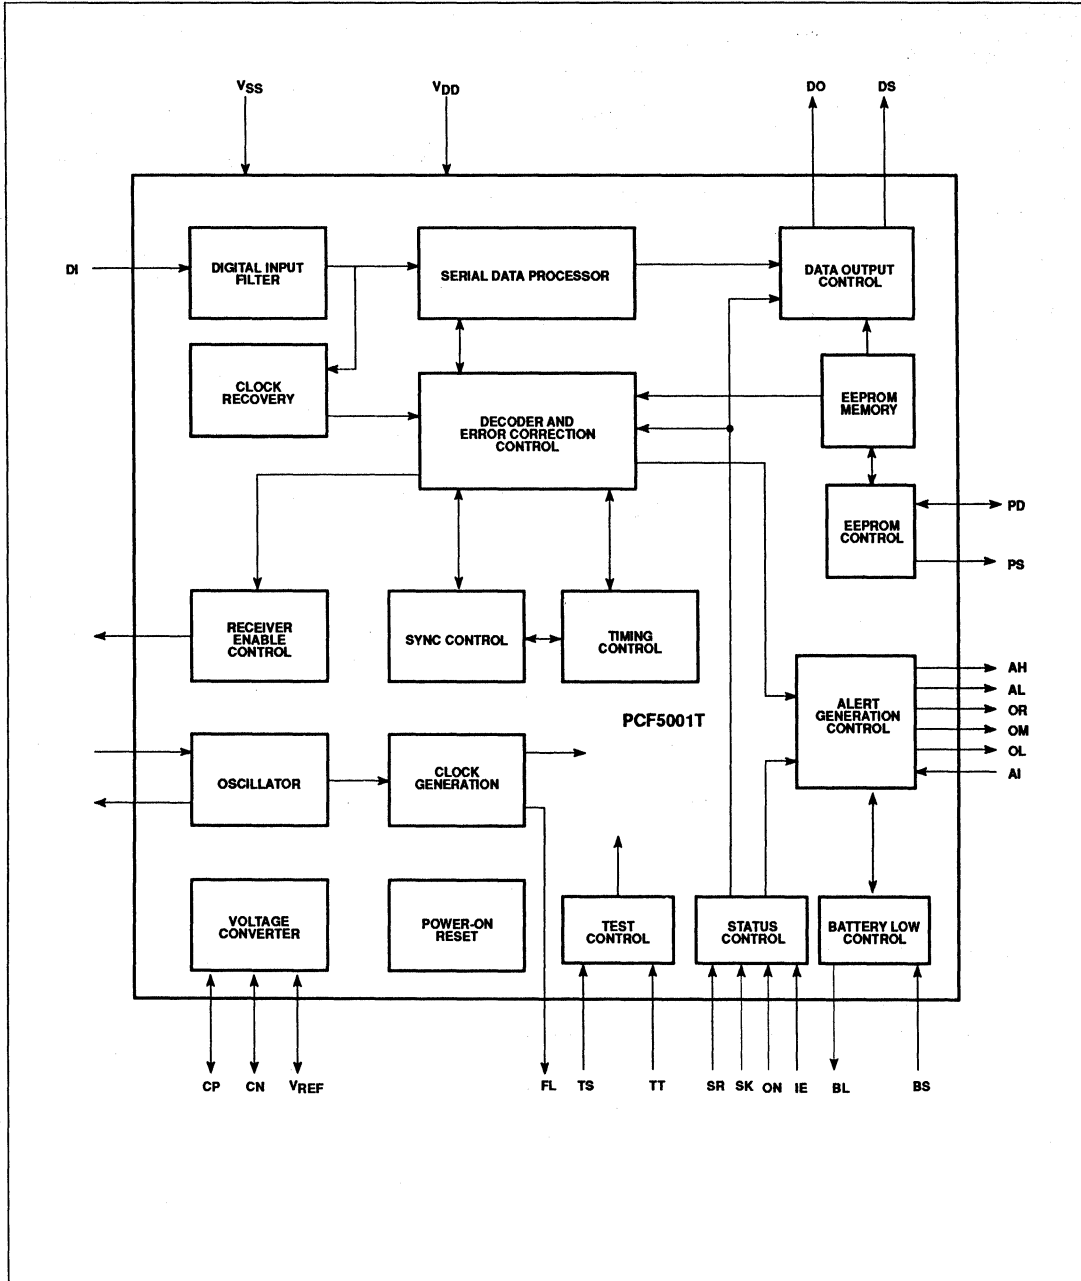 VSS
VDD
DO
DS
DI
DIGITAL INPUT
FILTER
SERIAL DATA PROCESSOR
DATA OUTPUT
CONTROL
CLOCK
RECOVERY
DECODER AND
ERROR CORRECTION
CONTROL
EEPROM
MEMORY
EEPROM
CONTROL
PD
PS
RECEIVER
ENABLE
CONTROL
SYNC CONTROL
TIMING
CONTROL
PCF5001T
ALERT
GENERATION
CONTROL
AH
AL
OR
OM
OL
AI
OSCILLATOR
CLOCK
GENERATION
VOLTAGE
CONVERTER
POWER-ON
RESET
TEST
CONTROL
STATUS
CONTROL
BATTERY LOW
CONTROL
CP
CN
VREF
FL
TS
TT
SR
SK
ON
IE
BL
BS